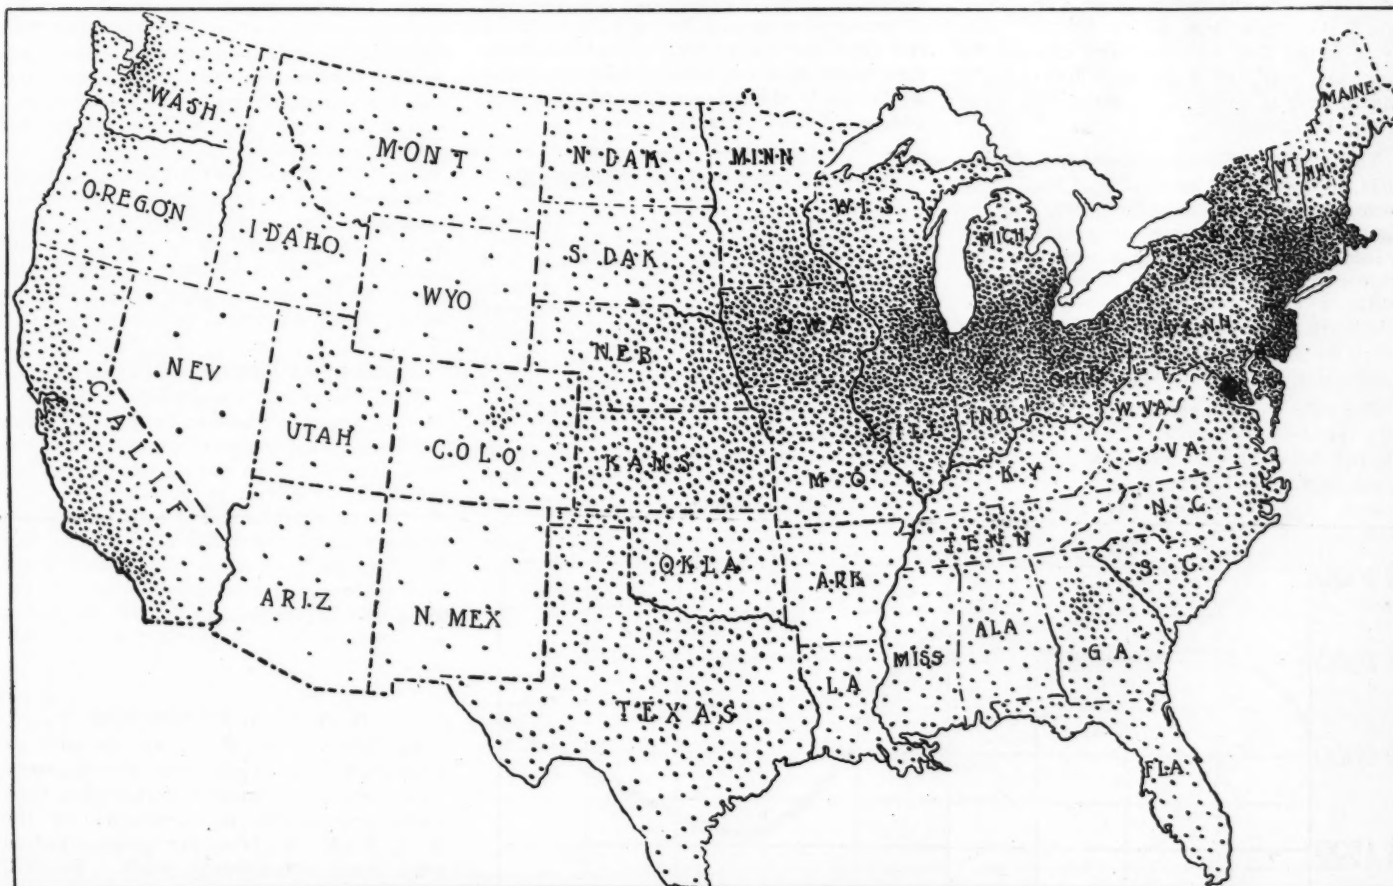 WASH
OREGON
CALIF
NEV
IDAHO
MONT
WYO
UTAH
COLO
ARIZ
N. MEX
N. DAK
S. DAK
NEB
KANS
OKLA
TEXAS
MINN
IOWA
MO
ARK
LA
WIS
ILL
MICH
IND
OHIO
KY
TENN
MISS
ALA
GA
FLA
S C
N C
VA
W.VA
PENN
VT
N.H.
MAINE